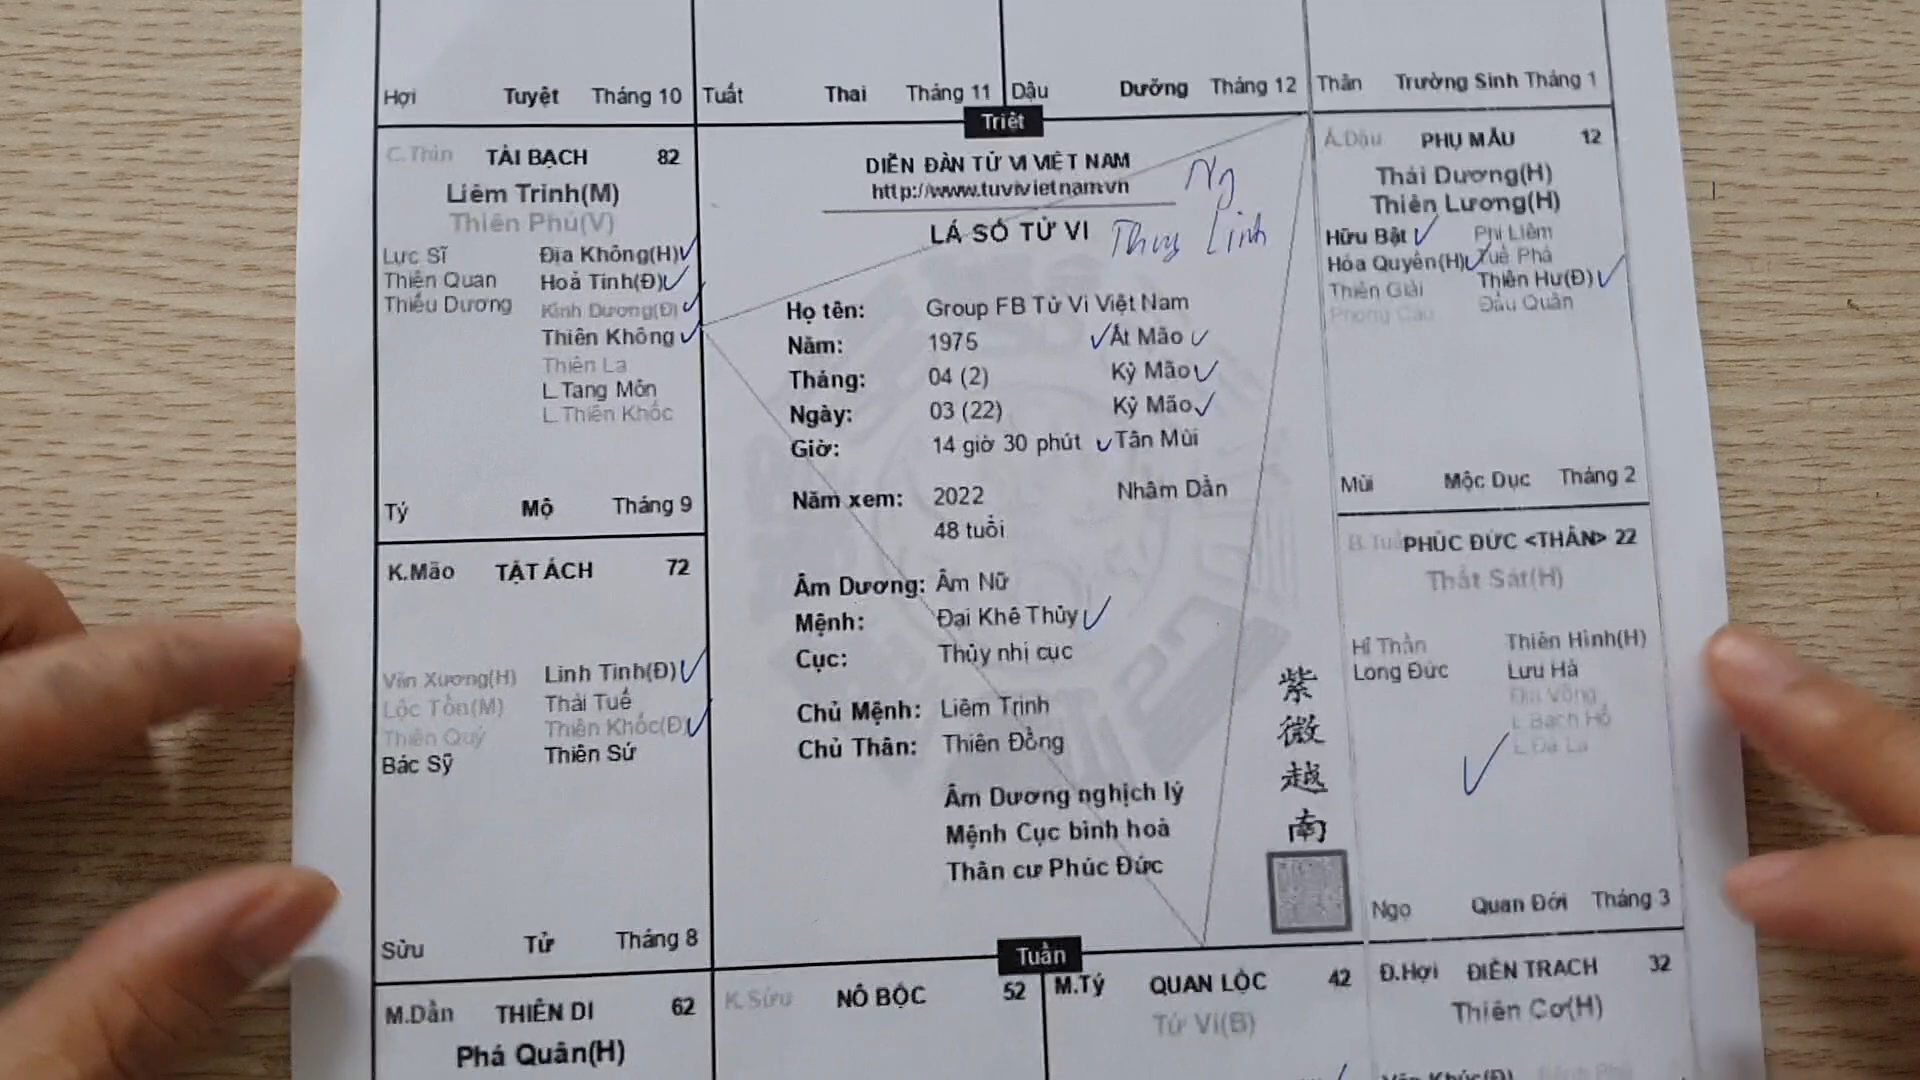 Hợi Tuyệt Tháng 10
Tuất Thai Tháng 11
Dậu Dưỡng Tháng 12
Thân Trường Sinh Tháng 1
Triệt
C.Thìn TÀI BẠCH 82
Liêm Trinh(M)
Thiên Phủ(V)
Lực Sĩ Địa Không(H)
Thiên Quan Hoả Tinh(Đ)
Thiếu Dương Kình Dương(Đ)
Thiên Không
Thiên La
L.Tang Môn
L.Thiên Khốc
Tý Mộ Tháng 9
K.Mão TẬT ÁCH 72
Văn Xương(H) Linh Tinh(Đ)
Lộc Tồn(M) Thái Tuế
Thiên Quý Thiên Khốc(Đ)
Bác Sỹ Thiên Sứ
Sửu Tử Tháng 8
M.Dần THIÊN DI 62
Phá Quân(H)
DIỄN ĐÀN TỬ VI VIỆT NAM
http://www.tuvivietnam.vn
Ng
LÁ SỐ TỬ VI
Thuy Linh
Họ tên: Group FB Tử Vi Việt Nam
Năm: 1975 Ất Mão
Tháng: 04 (2) Kỷ Mão
Ngày: 03 (22) Kỷ Mão
Giờ: 14 giờ 30 phút Tân Mùi
Năm xem: 2022 Nhâm Dần
48 tuổi
Âm Dương: Âm Nữ
Mệnh: Đại Khê Thủy
Cục: Thủy nhị cục
Chủ Mệnh: Liêm Trinh
Chủ Thân: Thiên Đồng
Âm Dương nghịch lý
Mệnh Cục bình hoà
Thân cư Phúc Đức
紫
微
越
南
Tuần
Â.Dậu PHỤ MẪU 12
Thái Dương(H)
Thiên Lương(H)
Hữu Bật Phi Liêm
Hóa Quyền(H) Tuế Phá
Thiên Giải Thiên Hư(Đ)
Phong Cáo Đẩu Quân
Mùi Mộc Dục Tháng 2
PHÚC ĐỨC <THÂN> 22
Thất Sát(H)
Hỉ Thần Thiên Hình(H)
Long Đức Lưu Hà
Địa Võng
L.Bạch Hổ
L.Đà La
Ngọ Quan Đới Tháng 3
K.Sửu NÔ BỘC 52
M.Tý QUAN LỘC 42
Tử Vi(B)
Đ.Hợi ĐIỀN TRẠCH 32
Thiên Cơ(H)
Văn Khúc(Đ)